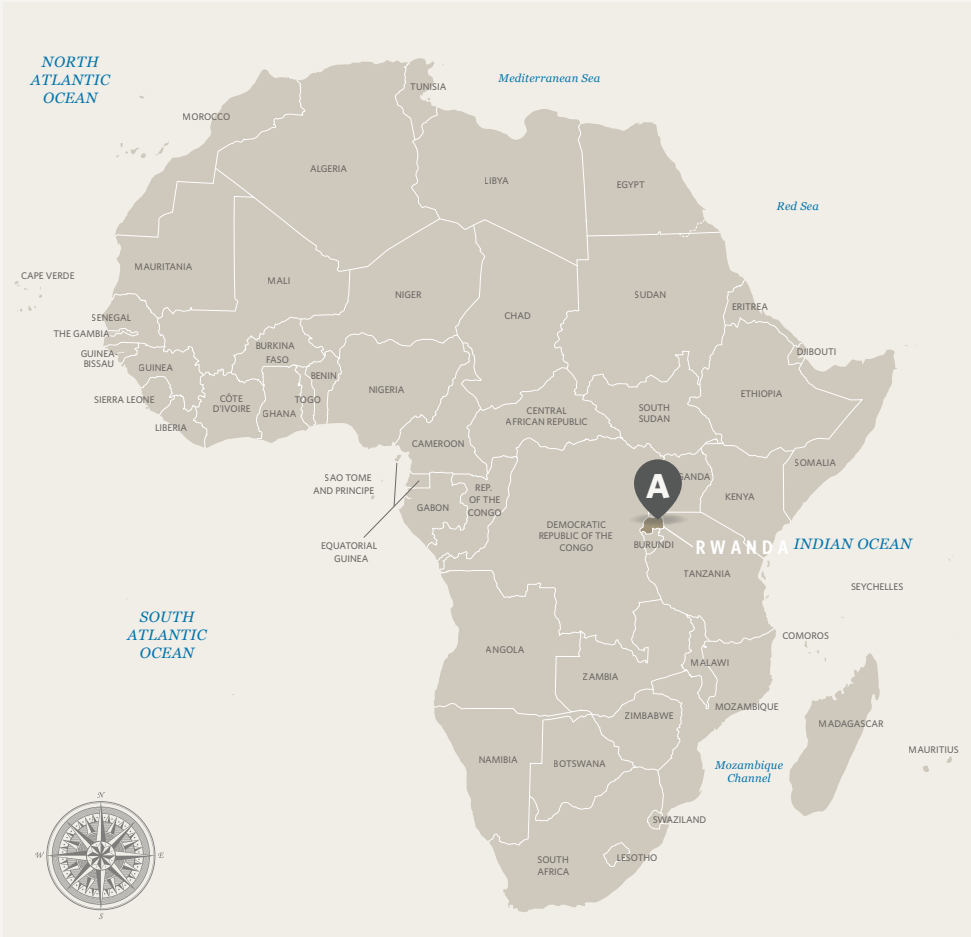 NORTH
ATLANTIC
OCEAN
Mediterranean Sea
TUNISIA
MOROCCO
ALGERIA
LIBYA
EGYPT
Red Sea
MAURITANIA
CAPE VERDE
MALI
NIGER
SUDAN
CHAD
ERITREA
SENEGAL
THE GAMBIA
BURKINA
FASO
DJIBOUTI
GUINEA-
BISSAU
GUINEA
BENIN
NIGERIA
ETHIOPIA
SIERRA LEONE
CÔTE
D'IVOIRE
TOGO
GHANA
CENTRAL
AFRICAN REPUBLIC
SOUTH
SUDAN
LIBERIA
CAMEROON
SOMALIA
SAO TOME
AND PRINCIPE
REP.
OF THE
CONGO
A
GANDA
KENYA
GABON
DEMOCRATIC
REPUBLIC OF THE
CONGO
EQUATORIAL
GUINEA
BURUNDI
RWANDA
INDIAN OCEAN
TANZANIA
SEYCHELLES
SOUTH
ATLANTIC
OCEAN
COMOROS
ANGOLA
MALAWI
ZAMBIA
MOZAMBIQUE
ZIMBABWE
MADAGASCAR
MAURITIUS
NAMIBIA
BOTSWANA
Mozambique
Channel
N
W
E
S
SWAZILAND
SOUTH
AFRICA
LESOTHO